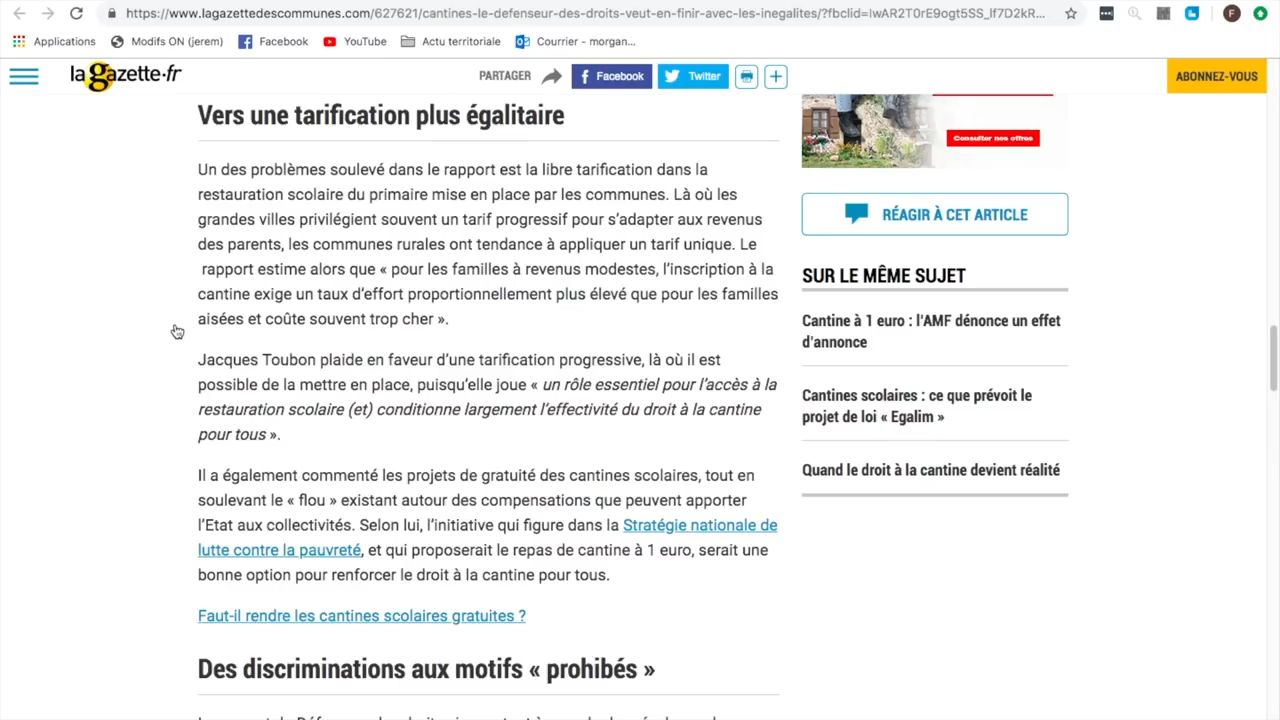 https://www.lagazettedescommunes.com/627621/cantines-le-defenseur-des-droits-veut-en-finir-avec-les-inegalites/?fbclid=IwAR2T0rE9ogt5SS_lf7D2kR...
F
Applications
Modifs ON (jerem)
Facebook
YouTube
Actu territoriale
Courrier - morgan...
la gazette.fr
PARTAGER
Facebook
Twitter
ABONNEZ-VOUS
Vers une tarification plus égalitaire
Un des problèmes soulevé dans le rapport est la libre tarification dans la
restauration scolaire du primaire mise en place par les communes. Là où les
grandes villes privilégient souvent un tarif progressif pour s’adapter aux revenus
des parents, les communes rurales ont tendance à appliquer un tarif unique. Le
rapport estime alors que « pour les familles à revenus modestes, l’inscription à la
cantine exige un taux d’effort proportionnellement plus élevé que pour les familles
aisées et coûte souvent trop cher ».
Jacques Toubon plaide en faveur d’une tarification progressive, là où il est
possible de la mettre en place, puisqu’elle joue « un rôle essentiel pour l’accès à la
restauration scolaire (et) conditionne largement l’effectivité du droit à la cantine
pour tous ».
Il a également commenté les projets de gratuité des cantines scolaires, tout en
soulevant le « flou » existant autour des compensations que peuvent apporter
l’Etat aux collectivités. Selon lui, l’initiative qui figure dans la Stratégie nationale de
lutte contre la pauvreté, et qui proposerait le repas de cantine à 1 euro, serait une
bonne option pour renforcer le droit à la cantine pour tous.
Faut-il rendre les cantines scolaires gratuites ?
Des discriminations aux motifs « prohibés »
Consulter nos offres
RÉAGIR À CET ARTICLE
SUR LE MÊME SUJET
Cantine à 1 euro : l’AMF dénonce un effet
d’annonce
Cantines scolaires : ce que prévoit le
projet de loi « Egalim »
Quand le droit à la cantine devient réalité